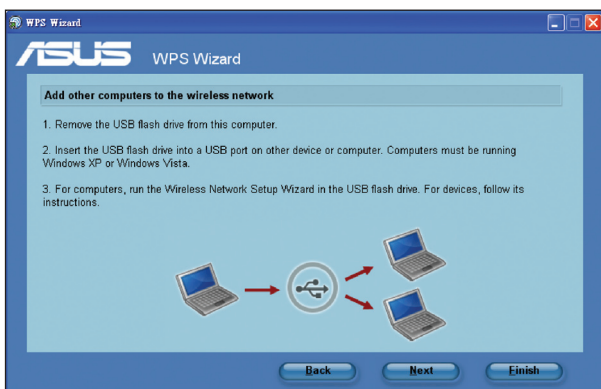 WPS Wizard
ASUS WPS Wizard
Add other computers to the wireless network
1. Remove the USB flash drive from this computer.
2. Insert the USB flash drive into a USB port on other device or computer. Computers must be running
Windows XP or Windows Vista.
3. For computers, run the Wireless Network Setup Wizard in the USB flash drive. For devices, follow its
instructions.
Back Next Finish